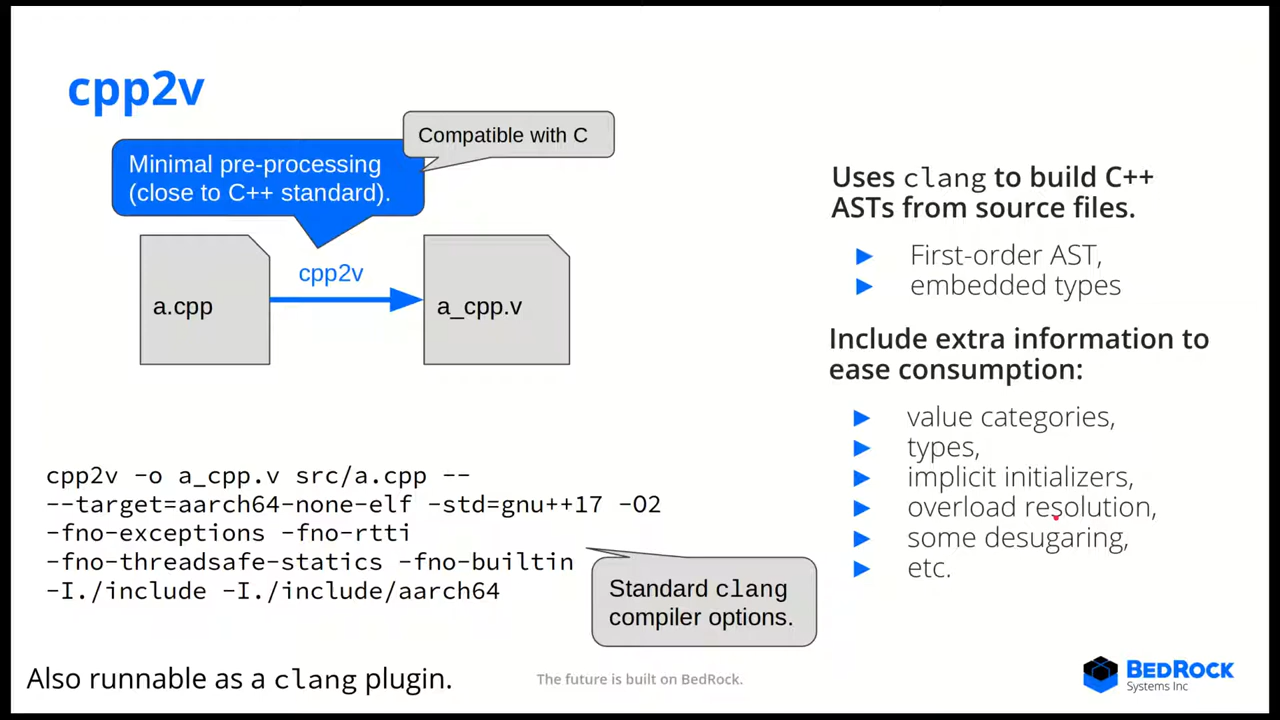 cpp2v
Compatible with C
Minimal pre-processing
(close to C++ standard).
cpp2v
a.cpp
a_cpp.v
cpp2v -o a_cpp.v src/a.cpp --
--target=aarch64-none-elf -std=gnu++17 -O2
-fno-exceptions -fno-rtti
-fno-threadsafe-statics -fno-builtin
-I./include -I./include/aarch64
Standard clang
compiler options.
Also runnable as a clang plugin.
Uses clang to build C++
ASTs from source files.
First-order AST,
embedded types
Include extra information to
ease consumption:
value categories,
types,
implicit initializers,
overload resolution,
some desugaring,
etc.
The future is built on BedRock.
BEDROCK
Systems Inc